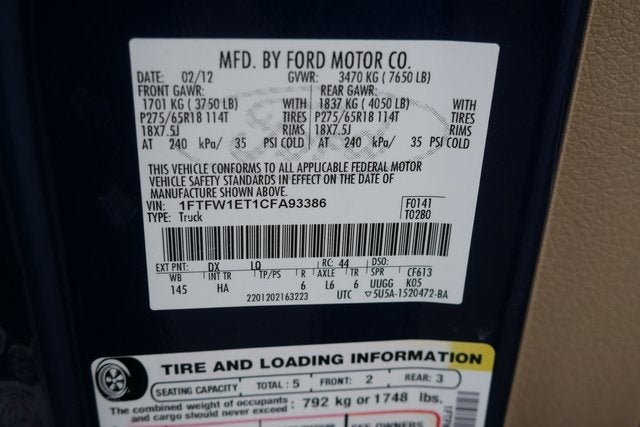 MFD. BY FORD MOTOR CO.
DATE: 02/12 GVWR: 3470 KG ( 7650 LB)
FRONT GAWR: REAR GAWR:
1701 KG ( 3750 LB) WITH 1837 KG ( 4050 LB) WITH
P275/65R18 114T TIRES P275/65R18 114T TIRES
18X7.5J RIMS 18X7.5J RIMS
AT 240 kPa/ 35 PSI COLD AT 240 kPa/ 35 PSI COLD
THIS VEHICLE CONFORMS TO ALL APPLICABLE FEDERAL MOTOR
VEHICLE SAFETY STANDARDS IN EFFECT ON THE DATE OF
MANUFACTURE SHOWN ABOVE.
VIN: 1FTFW1ET1CFA93386 F0141
TYPE: Truck T0280
EXT PNT: DX LQ RC: 44 DSO:
WB INT TR TP/PS R AXLE TR SPR CF613
145 HA 6 L6 6 UUGG K05
2201202163223 UTC ▽5U5A-1520472-BA
TIRE AND LOADING INFORMATION
SEATING CAPACITY TOTAL : 5 FRONT: 2 REAR: 3
The combined weight of occupants : 792 kg or 1748 lbs.
and cargo should never exceed
SEE OWNERS